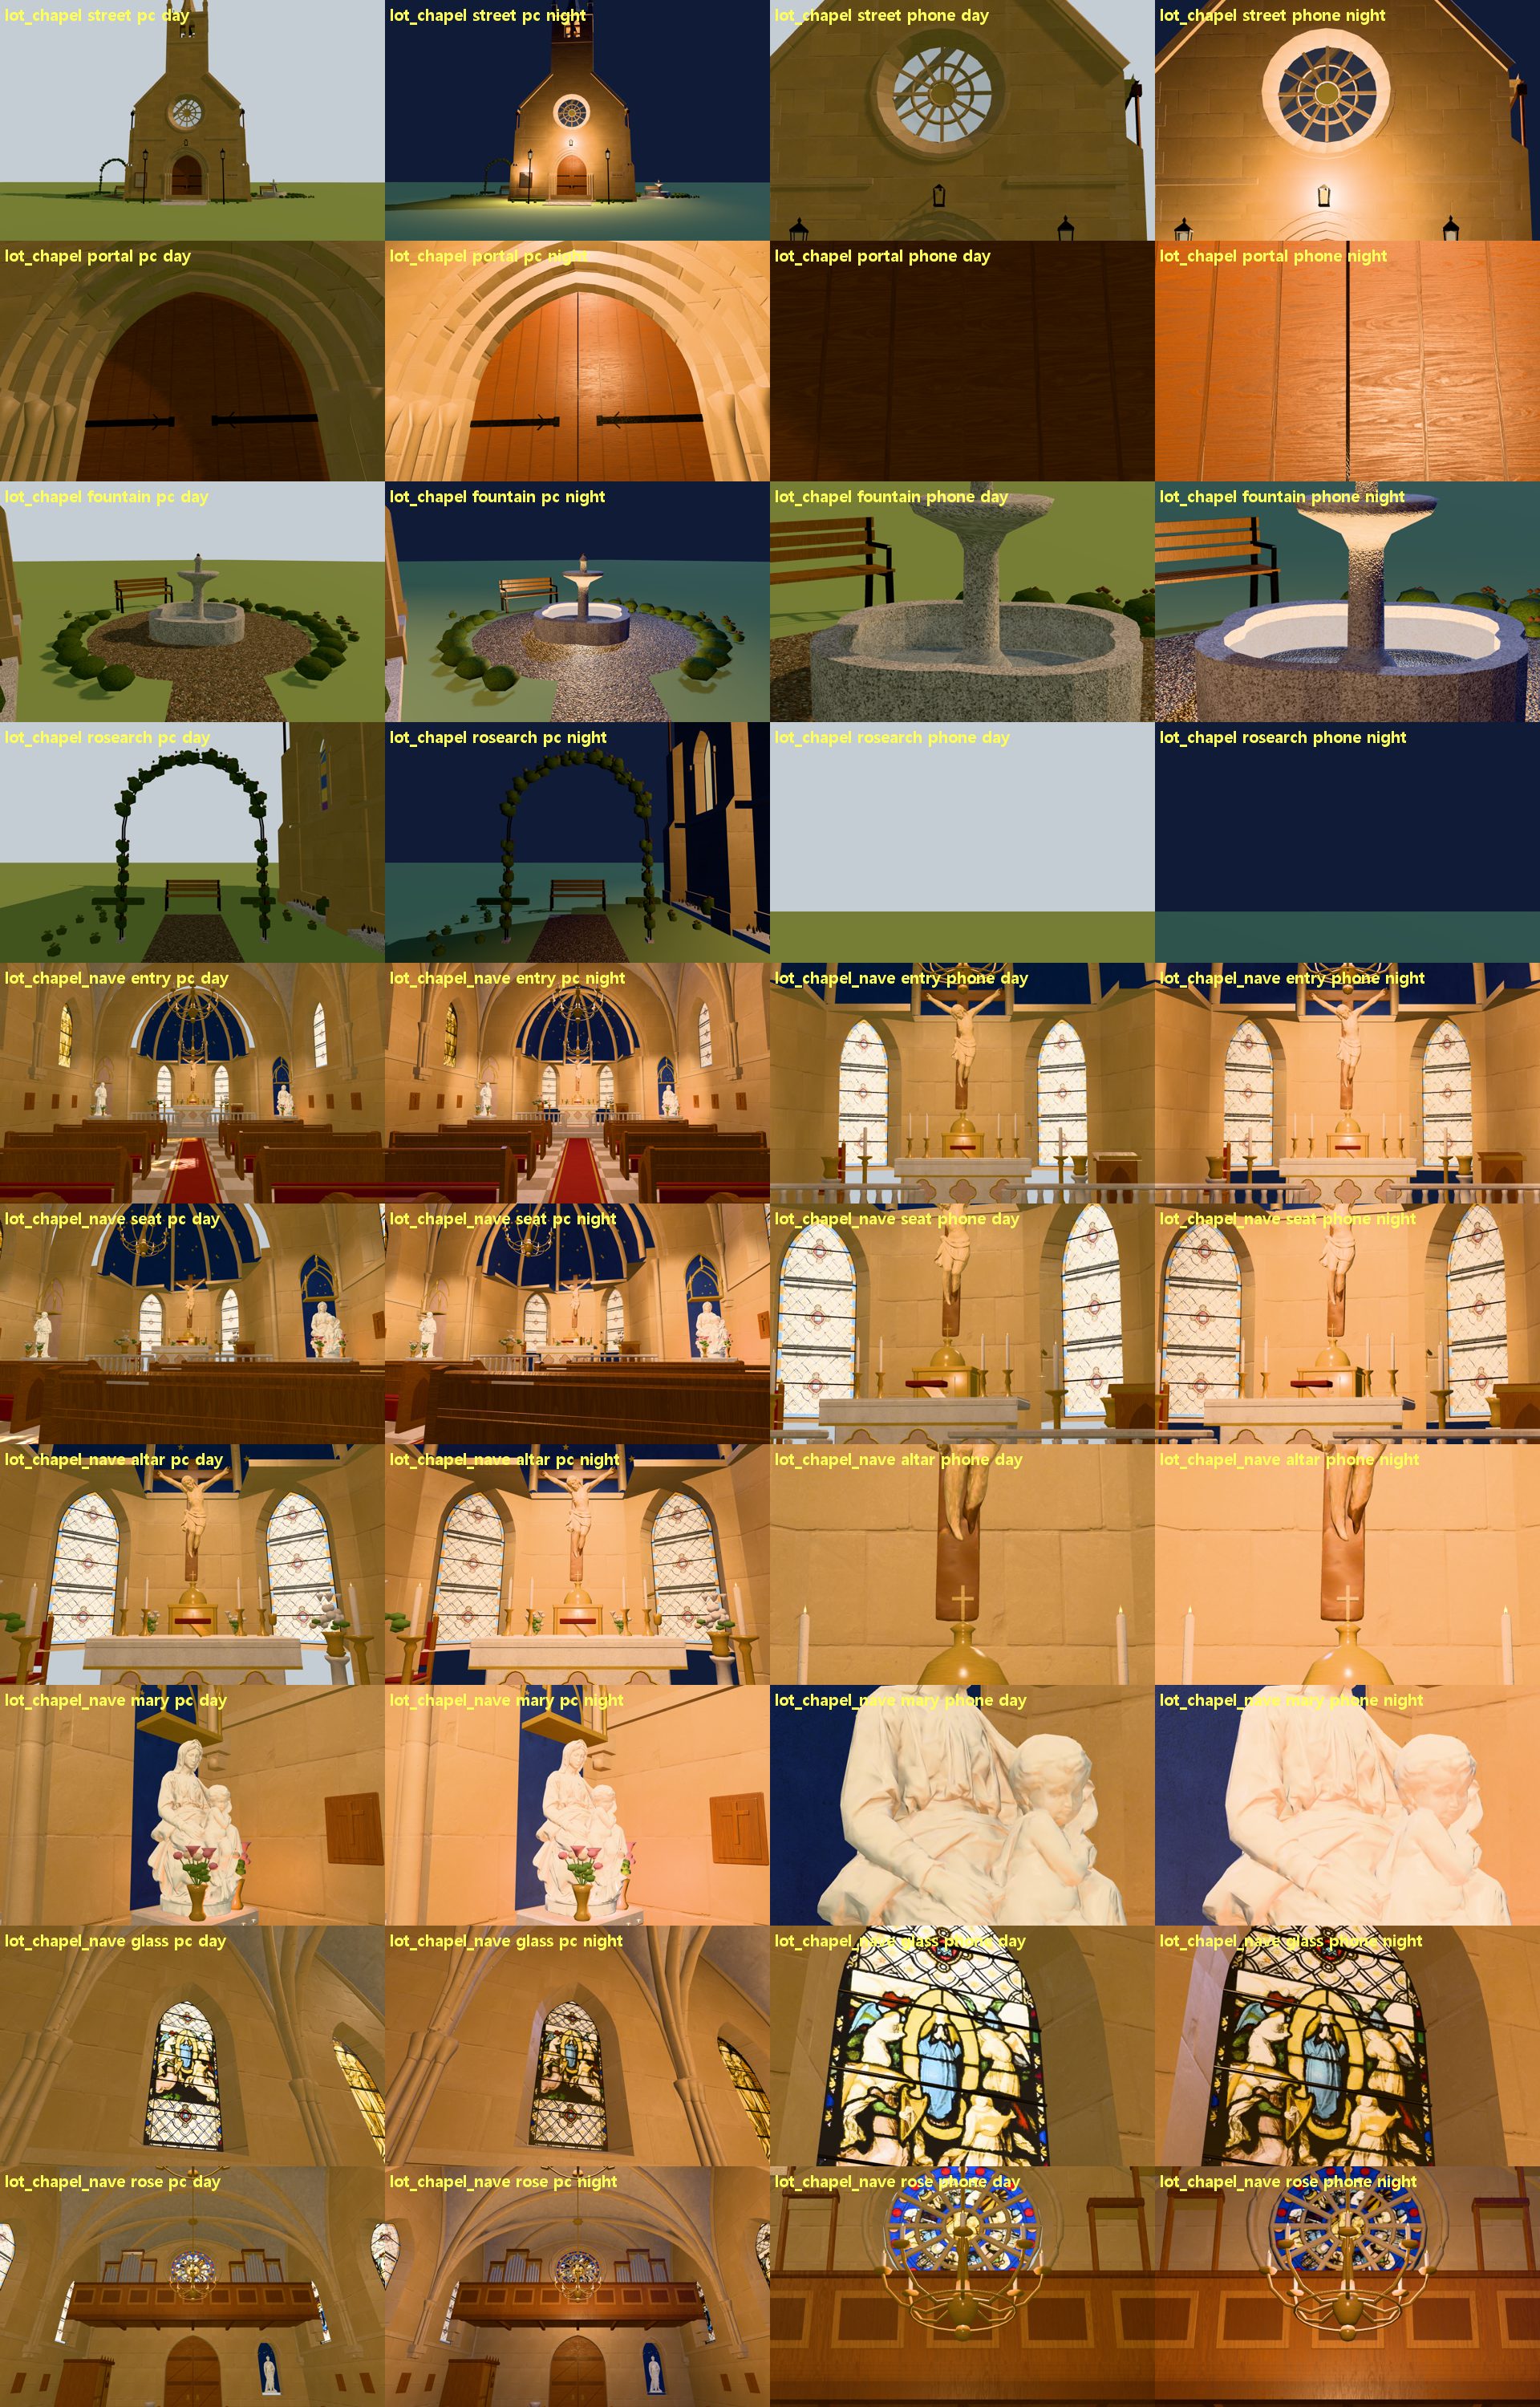 lot_chapel street pc day
lot_chapel street pc night
lot_chapel street phone day
lot_chapel street phone night
lot_chapel portal pc day
lot_chapel portal pc night
lot_chapel portal phone day
lot_chapel portal phone night
lot_chapel fountain pc day
lot_chapel fountain pc night
lot_chapel fountain phone day
lot_chapel fountain phone night
lot_chapel rosearch pc day
lot_chapel rosearch pc night
lot_chapel rosearch phone day
lot_chapel rosearch phone night
lot_chapel_nave entry pc day
lot_chapel_nave entry pc night
lot_chapel_nave entry phone day
lot_chapel_nave entry phone night
lot_chapel_nave seat pc day
lot_chapel_nave seat pc night
lot_chapel_nave seat phone day
lot_chapel_nave seat phone night
lot_chapel_nave altar pc day
lot_chapel_nave altar pc night
lot_chapel_nave altar phone day
lot_chapel_nave altar phone night
lot_chapel_nave mary pc day
lot_chapel_nave mary pc night
lot_chapel_nave mary phone day
lot_chapel_nave mary phone night
lot_chapel_nave glass pc day
lot_chapel_nave glass pc night
lot_chapel_nave glass phone day
lot_chapel_nave glass phone night
lot_chapel_nave rose pc day
lot_chapel_nave rose pc night
lot_chapel_nave rose phone day
lot_chapel_nave rose phone night